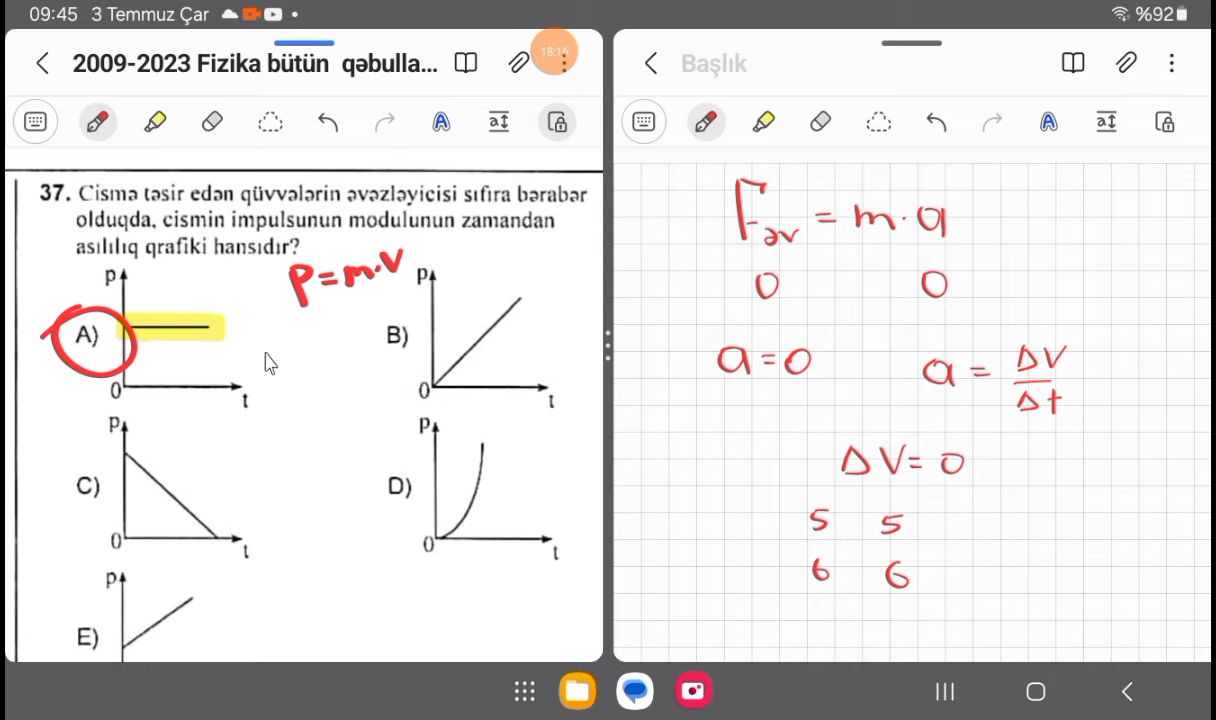 09:45 3 Temmuz Çar
%92
18:16
2009-2023 Fizika bütün qəbulla...
Başlık
37. Cismə təsir edən qüvvələrin əvəzləyicisi sıfıra bərabər
olduqda, cismin impulsunun modulunun zamandan
asılılıq qrafiki hansıdır?
P=m·V
A)
P
0
t
B)
P
0
t
C)
P
0
t
D)
P
0
t
E)
P
Fəv = m·a
0 0
a=0 a = ΔV/Δt
ΔV=0
5 5
6 6